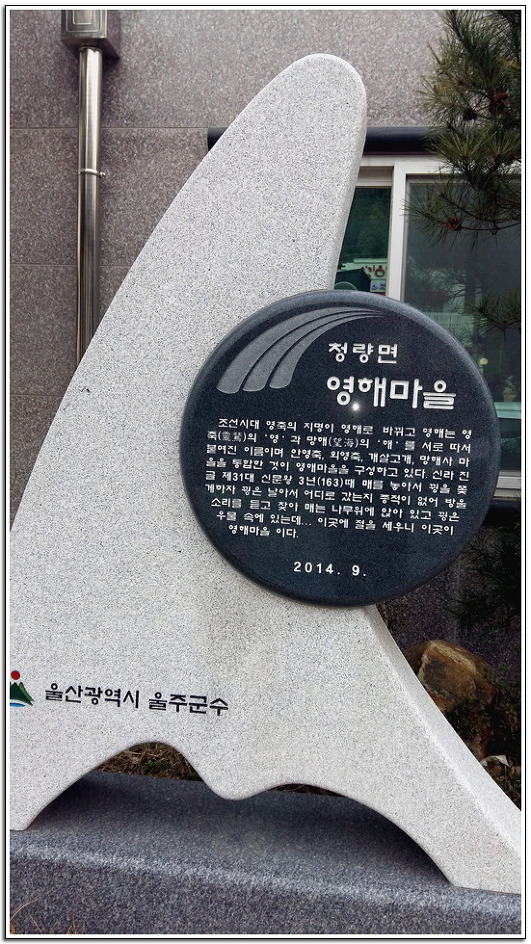 청량면
영해마을
조선시대 영축의 지명이 영해로 바뀌고 영해는 영
축(靈鷲)의 '영' 과 망해(望海)의 '해' 를 서로 따서
붙여진 이름이며 안영축, 외영축, 개살고개, 망해사 마
을을 통합한 것이 영해마을을 구성하고 있다. 신라 진
골 제31대 신문왕 3년(163)때 매를 놓아서 꿩을 쫓
게하자 꿩은 날아서 어디로 갔는지 종적이 없어 방울
소리를 듣고 찾아 매는 나무위에 앉아 있고 꿩은
우물 속에 있는데... 이곳에 절을 세우니 이곳이
영해마을 이다.
2014. 9.
울산광역시 울주군수